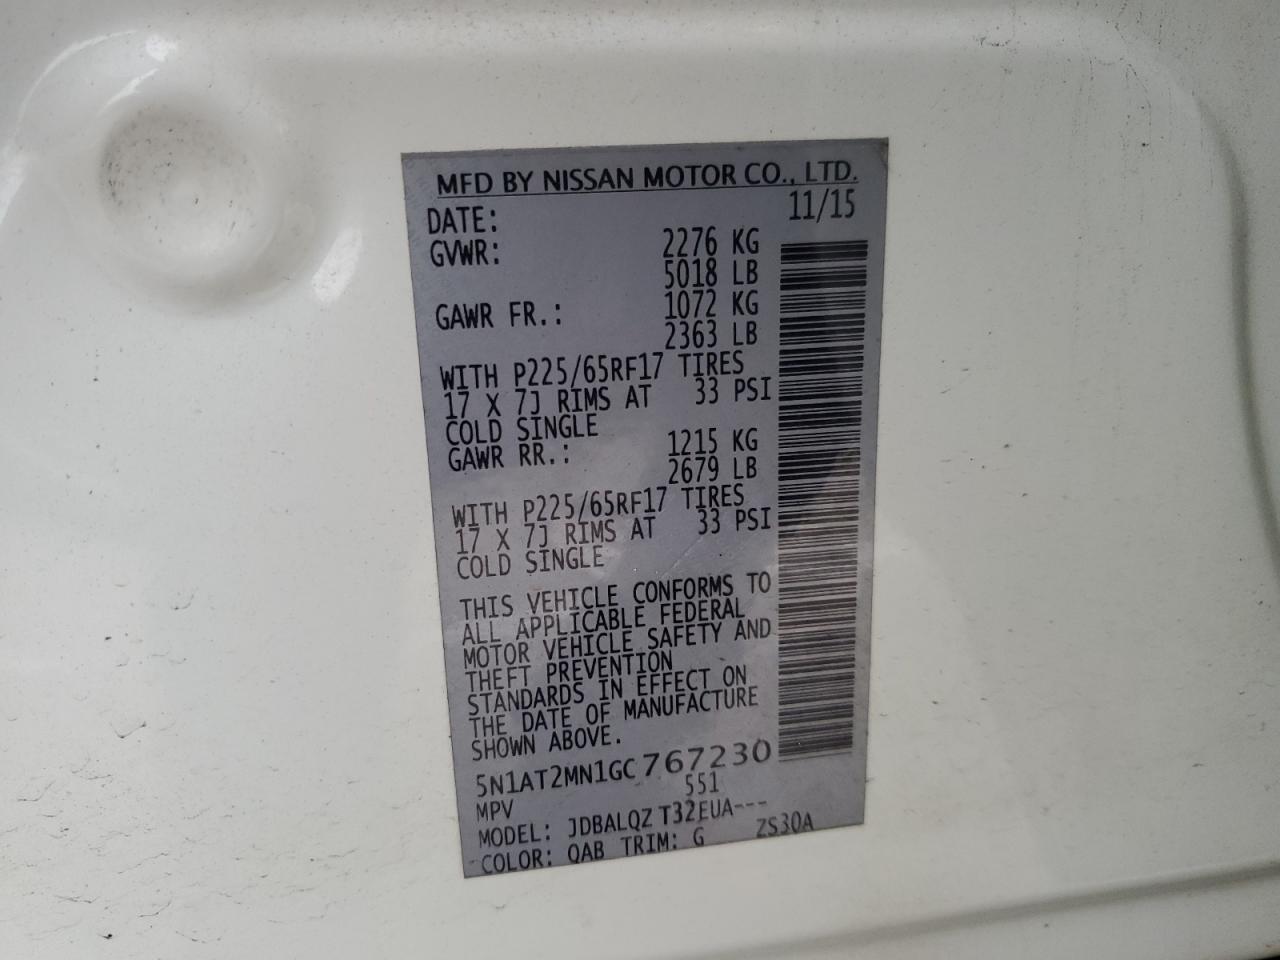 MFD BY NISSAN MOTOR CO., LTD.
DATE: 11/15
GVWR: 2276 KG
5018 LB
GAWR FR.: 1072 KG
2363 LB
WITH P225/65RF17 TIRES
17 X 7J RIMS AT 33 PSI
COLD SINGLE
GAWR RR.: 1215 KG
2679 LB
WITH P225/65RF17 TIRES
17 X 7J RIMS AT 33 PSI
COLD SINGLE
THIS VEHICLE CONFORMS TO
ALL APPLICABLE FEDERAL
MOTOR VEHICLE SAFETY AND
THEFT PREVENTION
STANDARDS IN EFFECT ON
THE DATE OF MANUFACTURE
SHOWN ABOVE.
5N1AT2MN1GC767230
MPV 551
MODEL: JDBALQZ T32EUA---
COLOR: QAB TRIM: G ZS30A